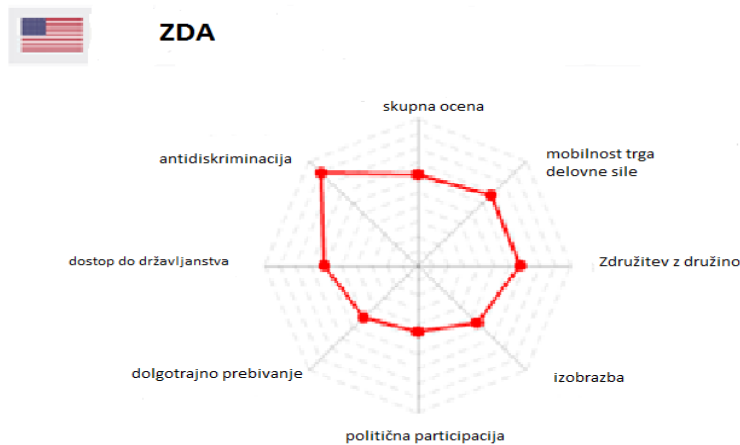 ZDA
skupna ocena
mobilnost trga
delovne sile
antidiskriminacija
Združitev z družino
dostop do državljanstva
izobrazba
dolgotrajno prebivanje
politična participacija